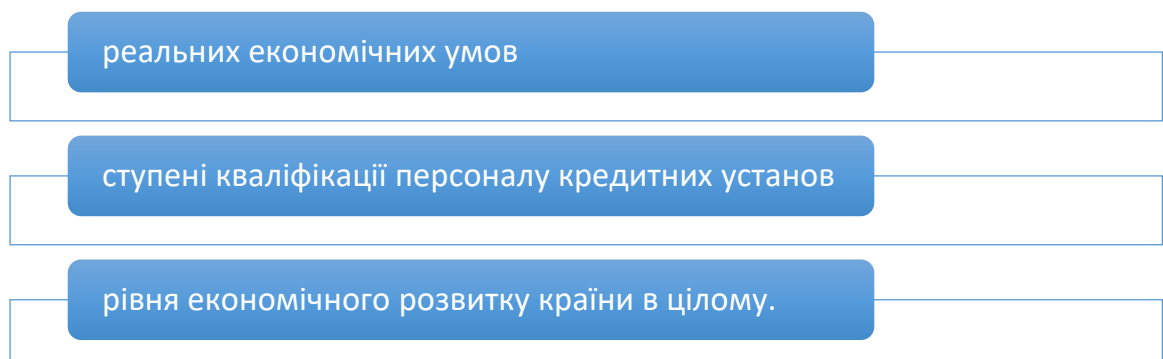 реальних економічних умов
ступені кваліфікації персоналу кредитних установ
рівня економічного розвитку країни в цілому.